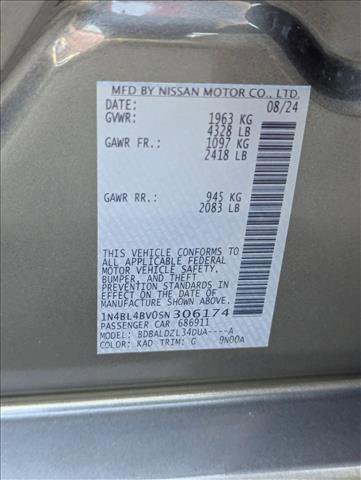 MFD BY NISSAN MOTOR CO., LTD.
DATE: 08/24
GVWR: 1963 KG
4328 LB
GAWR FR.: 1097 KG
2418 LB
GAWR RR.: 945 KG
2083 LB
THIS VEHICLE CONFORMS TO
ALL APPLICABLE U.S. FEDERAL
MOTOR VEHICLE SAFETY,
BUMPER, AND THEFT
PREVENTION STANDARDS IN
EFFECT ON THE DATE OF
MANUFACTURE SHOWN ABOVE.
1N4BL4BV0SN306174
PASSENGER CAR 686911
MODEL: BDBALDZL34DUA----A
COLOR: KAD TRIM: G 9N00A